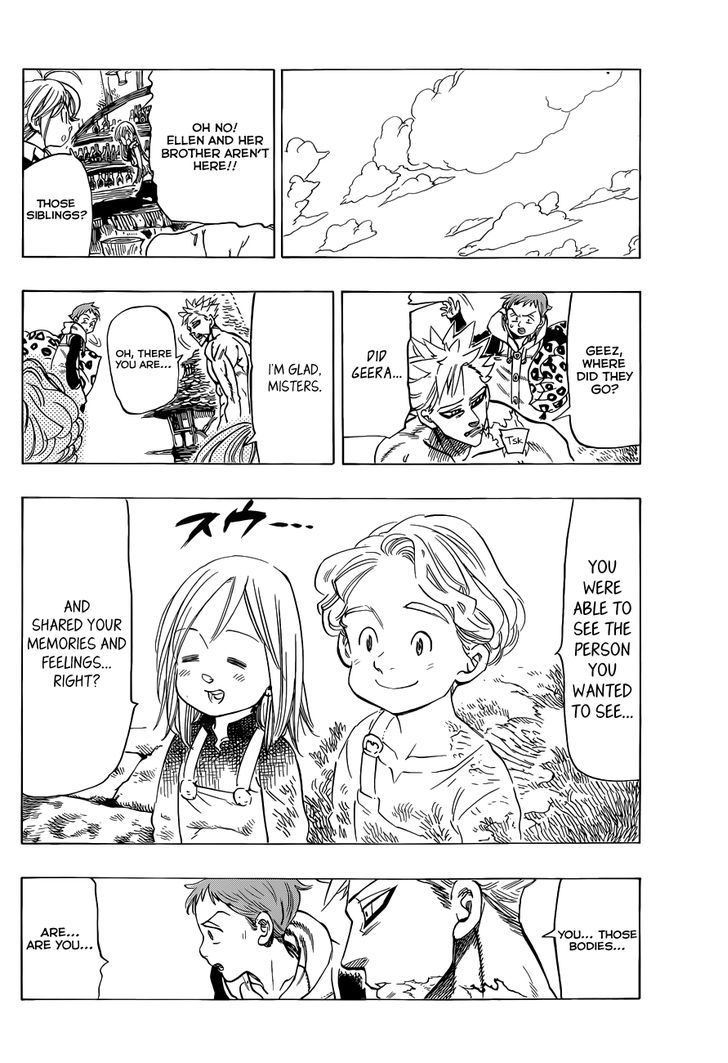 OH NO!
ELLEN AND HER
BROTHER AREN'T
HERE!!
THOSE
SIBLINGS?
GEEZ,
WHERE
DID THEY
GO?
Tsk
DID
GEERA...
I'M GLAD,
MISTERS.
OH, THERE
YOU ARE...
YOU
WERE
ABLE TO
SEE THE
PERSON
YOU
WANTED
TO SEE...
スウー...
AND
SHARED YOUR
MEMORIES AND
FEELINGS...
RIGHT?
YOU... THOSE
BODIES...
ARE...
ARE YOU...